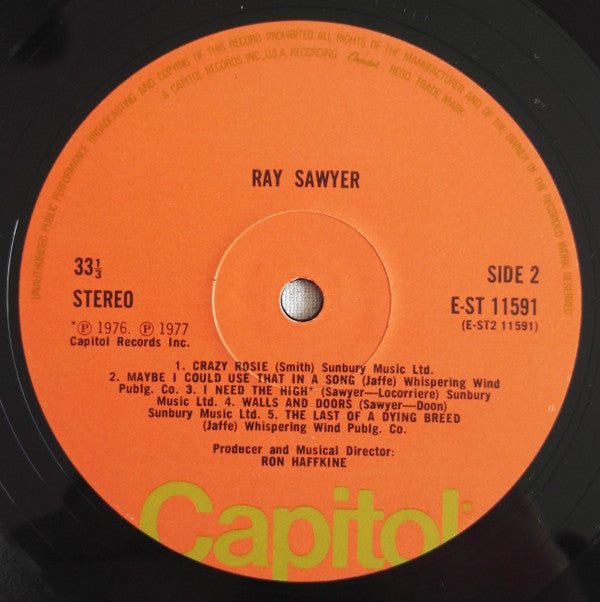 UNAUTHORISED PUBLIC PERFORMANCE BROADCASTING AND COPYING OF THIS RECORD PROHIBITED ALL RIGHTS OF THE MANUFACTURER AND OF THE OWNER OF THE RECORDED WORK RESERVED
A CAPITOL RECORDS, INC., U.S.A. RECORDING Capitol REGD. TRADE MARK
RAY SAWYER
33⅓
STEREO
*℗ 1976. ℗ 1977
Capitol Records Inc.
SIDE 2
E-ST 11591
(E-ST2 11591)
1. CRAZY ROSIE (Smith) Sunbury Music Ltd.
2. MAYBE I COULD USE THAT IN A SONG (Jaffe) Whispering Wind
Publg. Co. 3. I NEED THE HIGH* (Sawyer—Locorriere) Sunbury
Music Ltd. 4. WALLS AND DOORS (Sawyer—Doon)
Sunbury Music Ltd. 5. THE LAST OF A DYING BREED
(Jaffe) Whispering Wind Publg. Co.
Producer and Musical Director:
RON HAFFKINE
Capitol